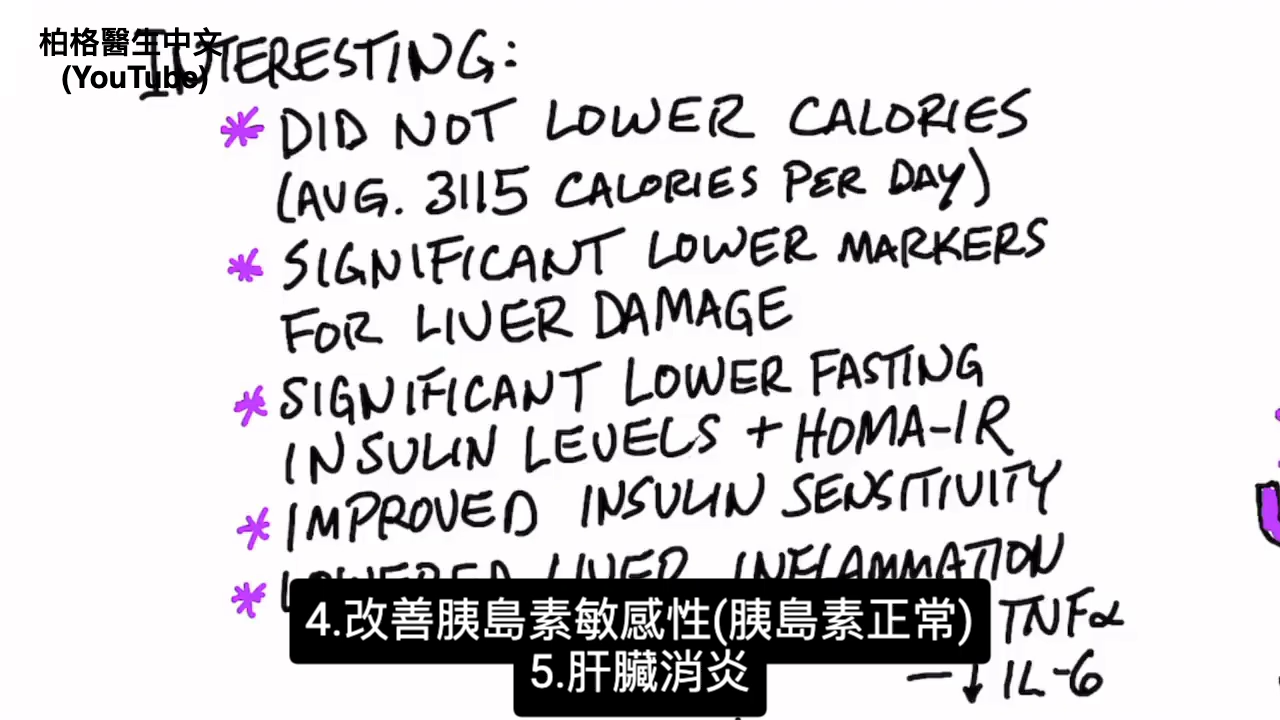 柏格醫生中文
(YouTube)
INTERESTING:
* DID NOT LOWER CALORIES
(AVG. 3115 CALORIES PER DAY)
* SIGNIFICANT LOWER MARKERS
FOR LIVER DAMAGE
* SIGNIFICANT LOWER FASTING
INSULIN LEVELS + HOMA-IR
* IMPROVED INSULIN SENSITIVITY
* LOWERED LIVER INFLAMMATION
TNFα
– ↓ IL-6
4.改善胰島素敏感性(胰島素正常)
5.肝臟消炎